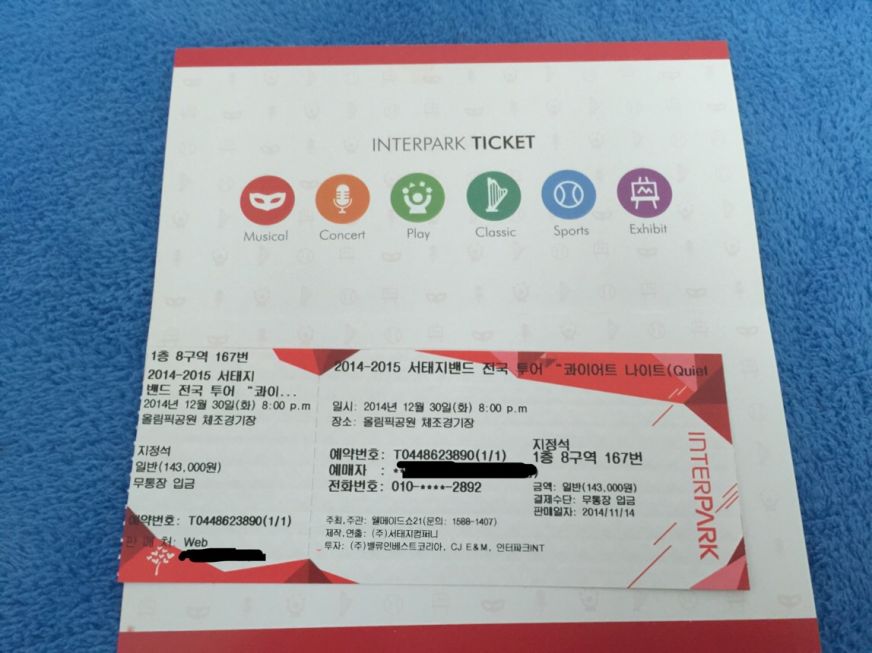 INTERPARK TICKET
Musical
Concert
Play
Classic
Sports
Exhibit
1층 8구역 167번
2014-2015 서태지
밴드 전국 투어 "콰이...
2014년 12월 30일(화) 8:00 p.m
올림픽공원 체조경기장
지정석
일반(143,000원)
무통장 입금
예약번호: T0448623890(1/1)
판매처: Web
2014-2015 서태지밴드 전국 투어 "콰이어트 나이트(Quiet
일시: 2014년 12월 30일(화) 8:00 p.m
장소: 올림픽공원 체조경기장
예약번호: T0448623890(1/1)
예매자 :
전화번호: 010-****-2892
지정석
1층 8구역 167번
금액: 일반(143,000원)
결제수단: 무통장 입금
판매일자: 2014/11/14
주최,주관: 웰메이드쇼21(문의: 1588-1407)
제작,연출: (주)서태지컴퍼니
투자: (주)밸류인베스트코리아, CJ E&M, 인터파크INT
INTERPARK